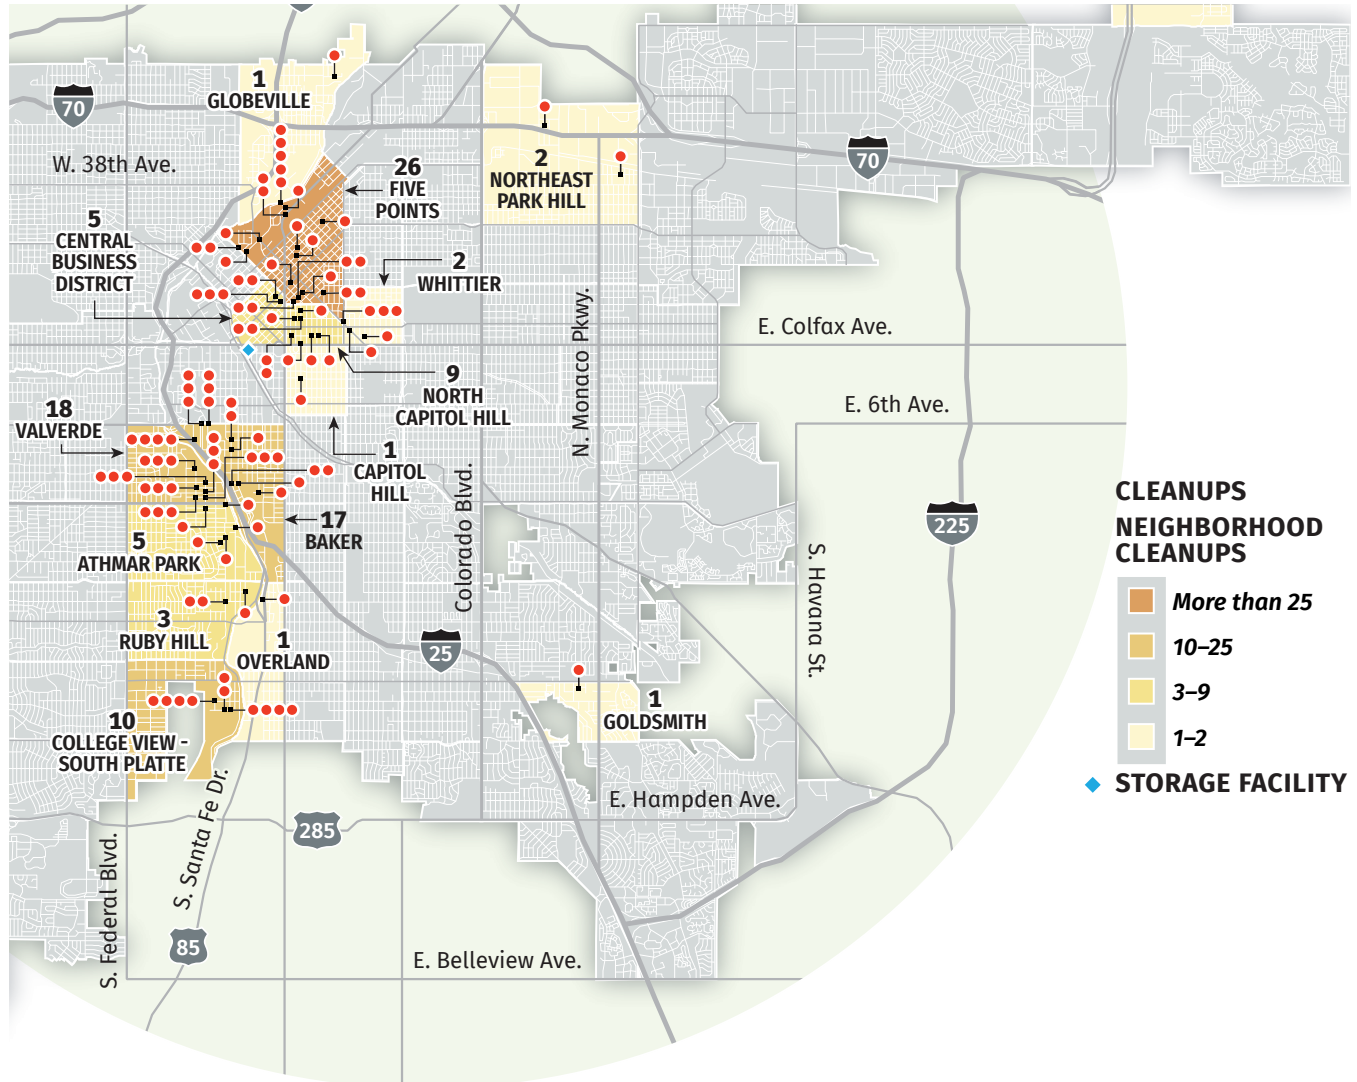 1
GLOBEVILLE
70
W. 38th Ave.
26
FIVE
POINTS
2
NORTHEAST
PARK HILL
70
5
CENTRAL
BUSINESS
DISTRICT
2
WHITTIER
N. Monaco Pkwy.
E. Colfax Ave.
9
NORTH
CAPITOL HILL
E. 6th Ave.
18
VALVERDE
1
CAPITOL
HILL
Colorado Blvd.
17
BAKER
5
ATHMAR PARK
S. Havana St.
225
3
RUBY HILL
1
OVERLAND
25
1
GOLDSMITH
10
COLLEGE VIEW -
SOUTH PLATTE
S. Santa Fe Dr.
285
E. Hampden Ave.
S. Federal Blvd.
85
E. Belleview Ave.
CLEANUPS
NEIGHBORHOOD
CLEANUPS
More than 25
10–25
3–9
1–2
STORAGE FACILITY